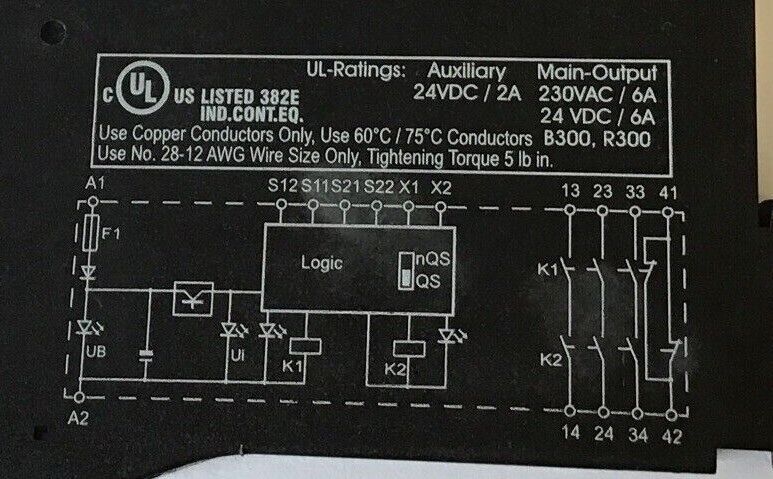 UL-Ratings: Auxiliary Main-Output
C UL US LISTED 382E 24VDC / 2A 230VAC / 6A
IND.CONT.EQ. 24 VDC / 6A
Use Copper Conductors Only, Use 60°C / 75°C Conductors B300, R300
Use No. 28-12 AWG Wire Size Only, Tightening Torque 5 lb in.
A1 S12 S11 S21 S22 X1 X2 13 23 33 41
F1
Logic nQS K1
QS
UB Ui K1 K2 K2
A2 14 24 34 42